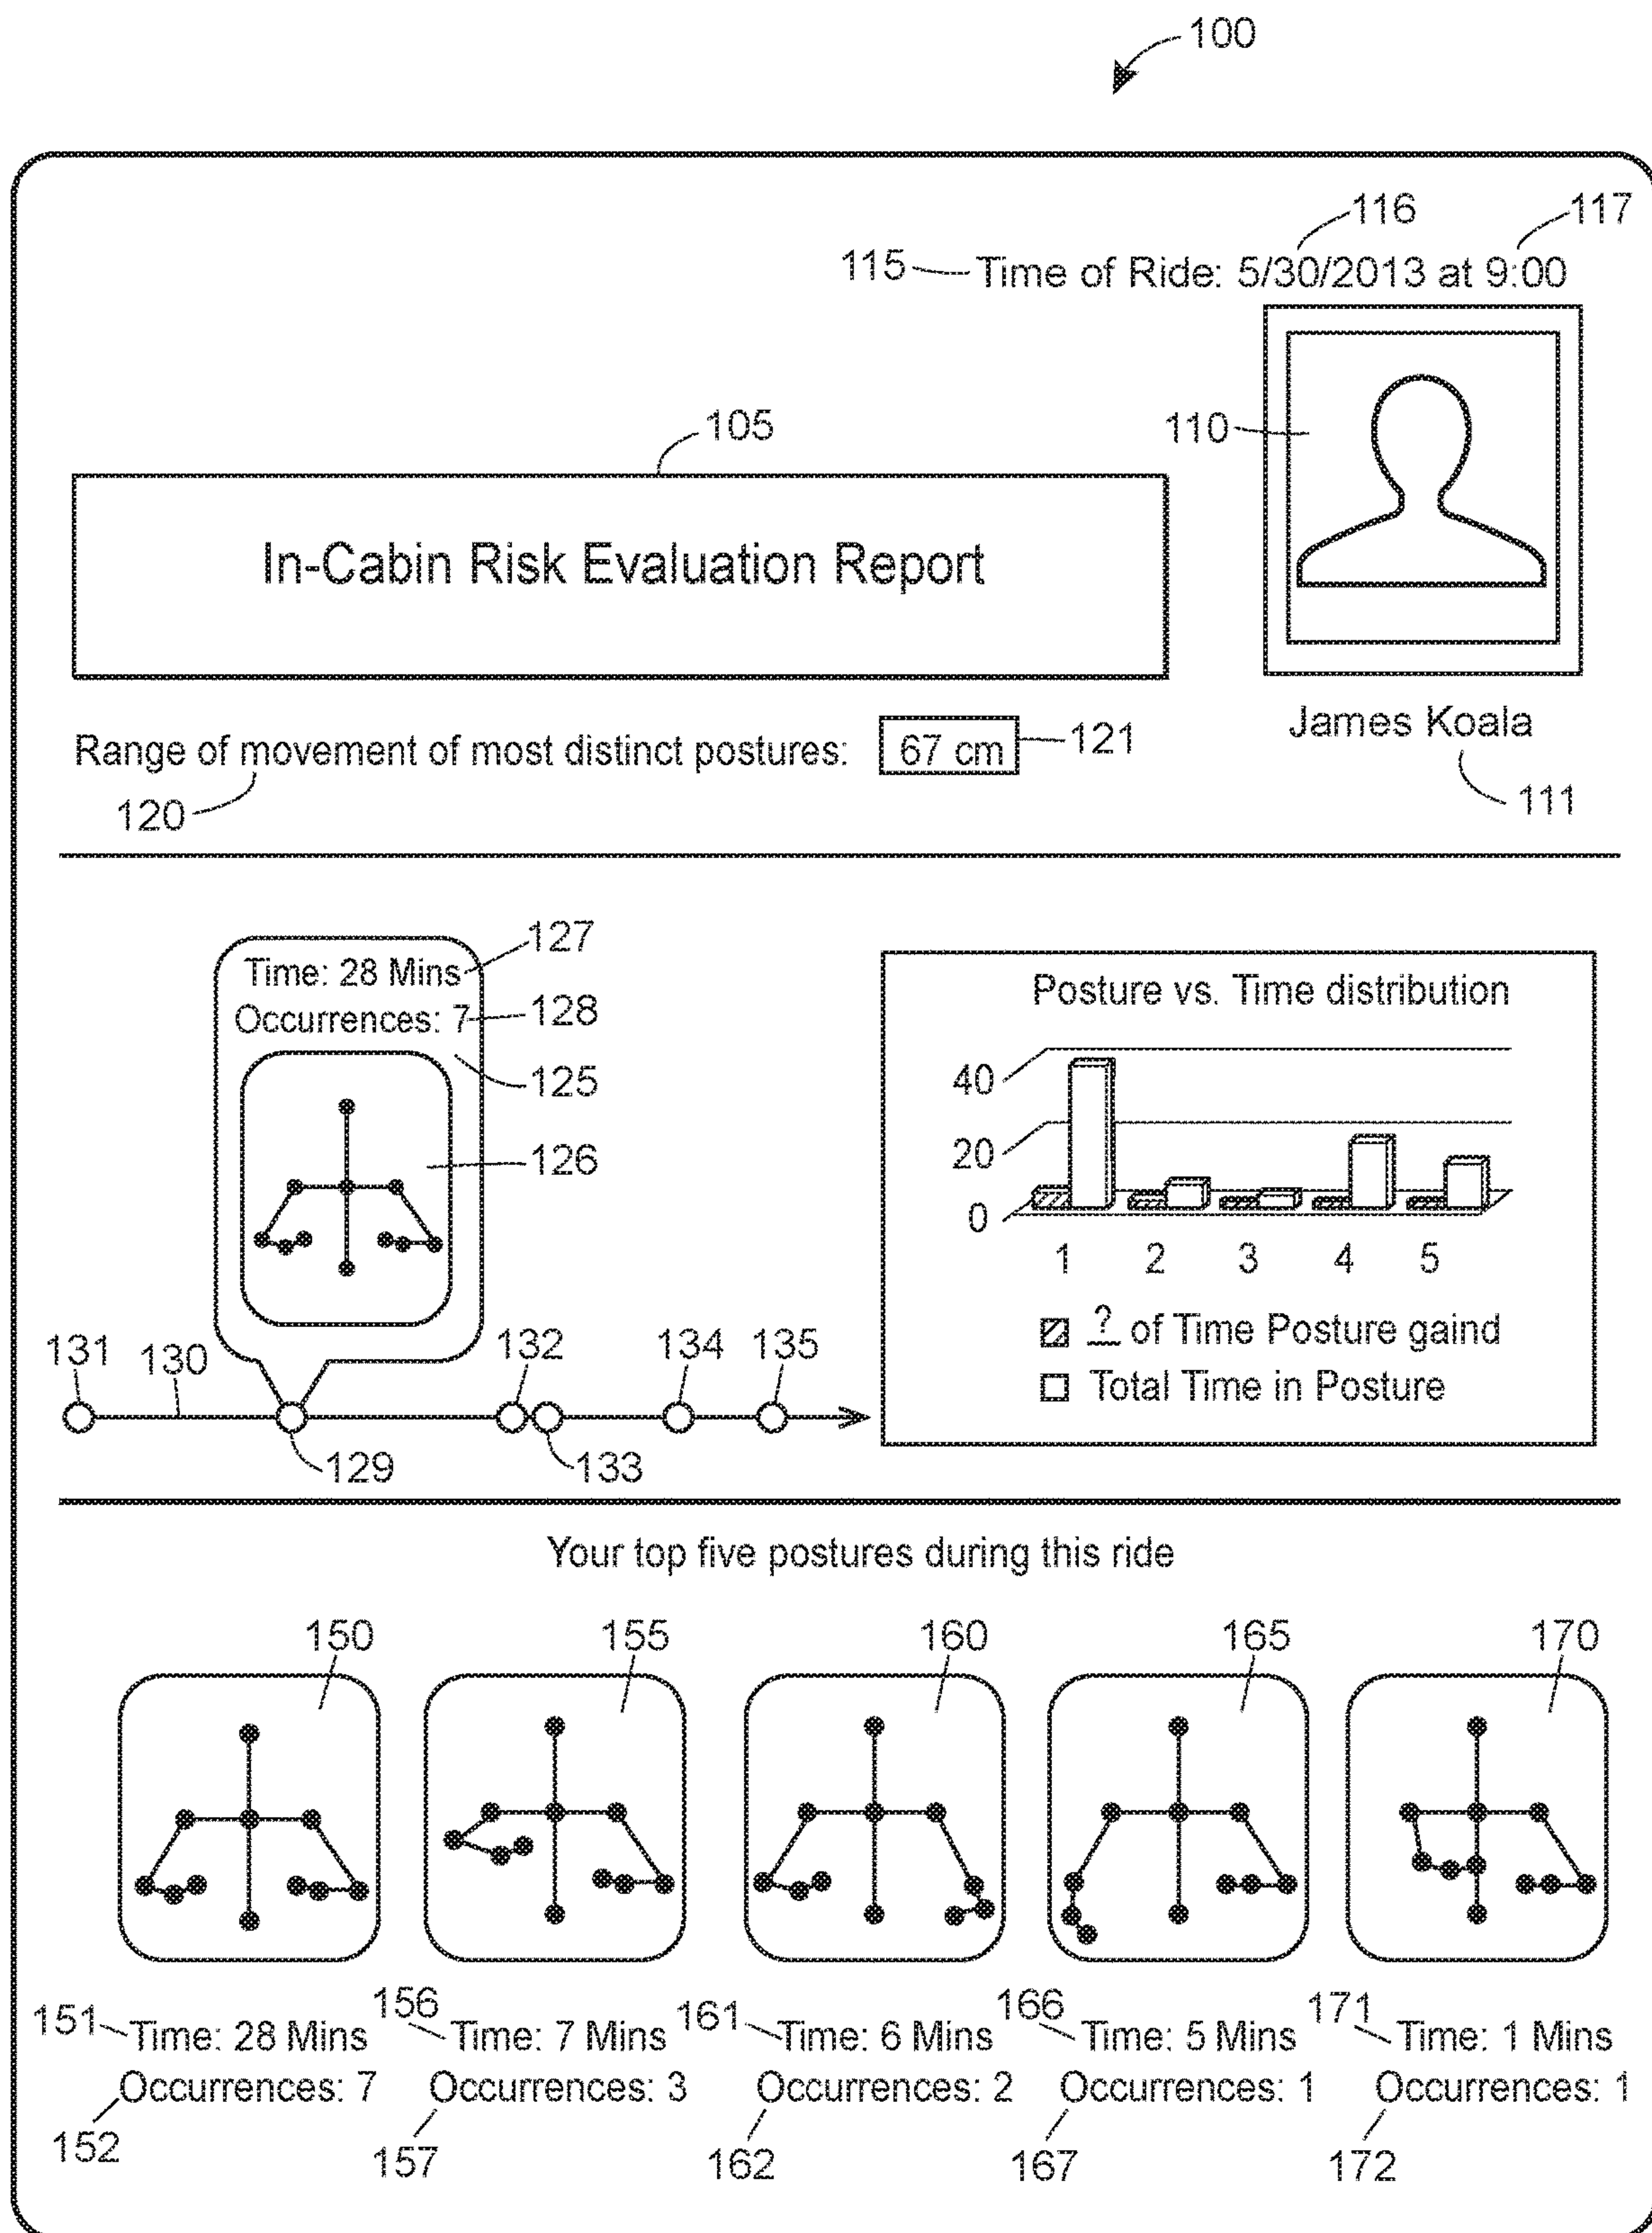 100
116 117
115 Time of Ride: 5/30/2013 at 9:00
105
110
In-Cabin Risk Evaluation Report
James Koala
111
Range of movement of most distinct postures: 67 cm 121
120
127
Time: 28 Mins
Occurrences: 7 128
125
126
131 130 132 134 135
129 133
Posture vs. Time distribution
40
20
0
1 2 3 4 5
? of Time Posture gaind
Total Time in Posture
Your top five postures during this ride
150 155 160 165 170
151 Time: 28 Mins 156 Time: 7 Mins 161 Time: 6 Mins 166 Time: 5 Mins 171 Time: 1 Mins
Occurrences: 7 Occurrences: 3 Occurrences: 2 Occurrences: 1 Occurrences: 1
152 157 162 167 172